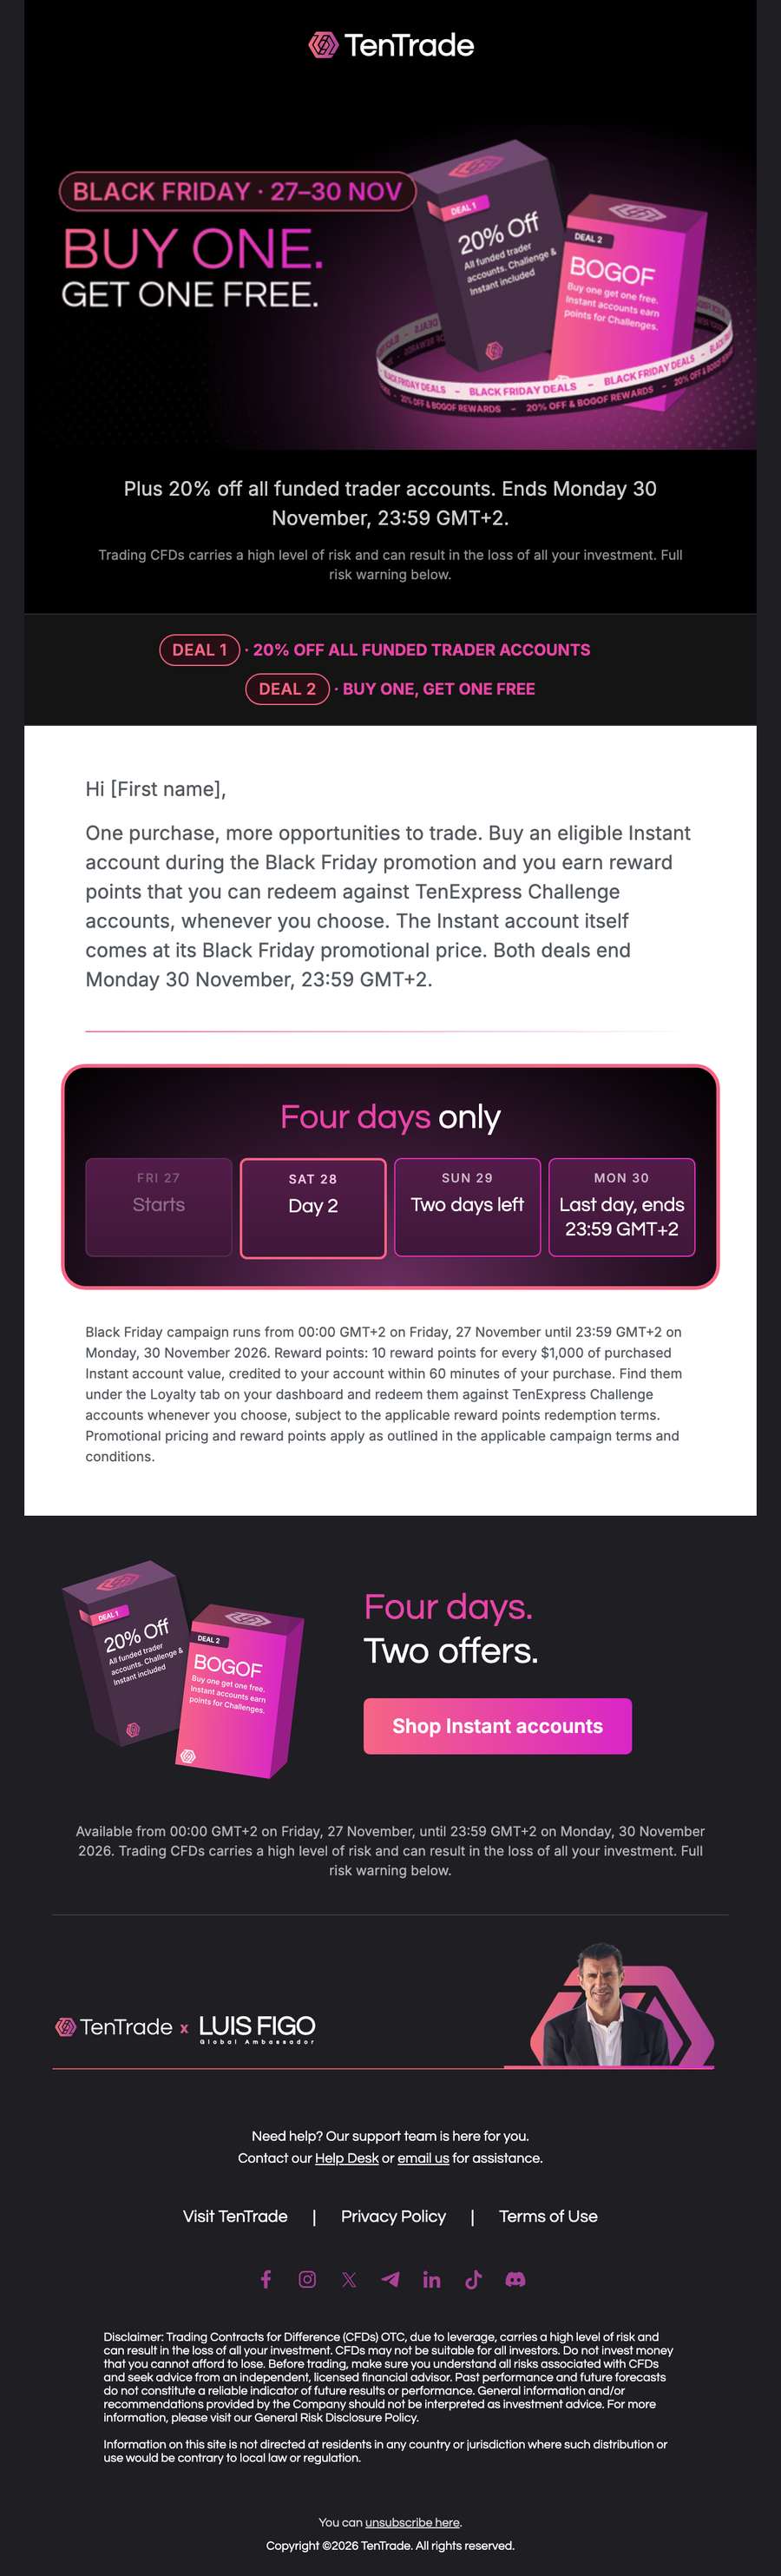 TenTrade
BLACK FRIDAY · 27–30 NOV
BUY ONE.
GET ONE FREE.
DEAL 1
20% Off
All funded trader
accounts. Challenge &
Instant included
DEAL 2
BOGOF
Buy one get one free.
Instant accounts earn
points for Challenges.
BLACK FRIDAY DEALS – BLACK FRIDAY DEALS – BLACK FRIDAY DEALS
20% OFF & BOGOF REWARDS – 20% OFF & BOGOF REWARDS – 20% OFF & BOGOF
Plus 20% off all funded trader accounts. Ends Monday 30
November, 23:59 GMT+2.
Trading CFDs carries a high level of risk and can result in the loss of all your investment. Full
risk warning below.
DEAL 1 · 20% OFF ALL FUNDED TRADER ACCOUNTS
DEAL 2 · BUY ONE, GET ONE FREE
Hi [First name],
One purchase, more opportunities to trade. Buy an eligible Instant
account during the Black Friday promotion and you earn reward
points that you can redeem against TenExpress Challenge
accounts, whenever you choose. The Instant account itself
comes at its Black Friday promotional price. Both deals end
Monday 30 November, 23:59 GMT+2.
Four days only
FRI 27
Starts
SAT 28
Day 2
SUN 29
Two days left
MON 30
Last day, ends
23:59 GMT+2
Black Friday campaign runs from 00:00 GMT+2 on Friday, 27 November until 23:59 GMT+2 on
Monday, 30 November 2026. Reward points: 10 reward points for every $1,000 of purchased
Instant account value, credited to your account within 60 minutes of your purchase. Find them
under the Loyalty tab on your dashboard and redeem them against TenExpress Challenge
accounts whenever you choose, subject to the applicable reward points redemption terms.
Promotional pricing and reward points apply as outlined in the applicable campaign terms and
conditions.
DEAL 1
20% Off
All funded trader
accounts. Challenge &
Instant included
DEAL 2
BOGOF
Buy one get one free.
Instant accounts earn
points for Challenges.
Four days.
Two offers.
Shop Instant accounts
Available from 00:00 GMT+2 on Friday, 27 November, until 23:59 GMT+2 on Monday, 30 November
2026. Trading CFDs carries a high level of risk and can result in the loss of all your investment. Full
risk warning below.
TenTrade x LUIS FIGO
Global Ambassador
Need help? Our support team is here for you.
Contact our Help Desk or email us for assistance.
Visit TenTrade | Privacy Policy | Terms of Use
Disclaimer: Trading Contracts for Difference (CFDs) OTC, due to leverage, carries a high level of risk and
can result in the loss of all your investment. CFDs may not be suitable for all investors. Do not invest money
that you cannot afford to lose. Before trading, make sure you understand all risks associated with CFDs
and seek advice from an independent, licensed financial advisor. Past performance and future forecasts
do not constitute a reliable indicator of future results or performance. General information and/or
recommendations provided by the Company should not be interpreted as investment advice. For more
information, please visit our General Risk Disclosure Policy.
Information on this site is not directed at residents in any country or jurisdiction where such distribution or
use would be contrary to local law or regulation.
You can unsubscribe here.
Copyright ©2026 TenTrade. All rights reserved.